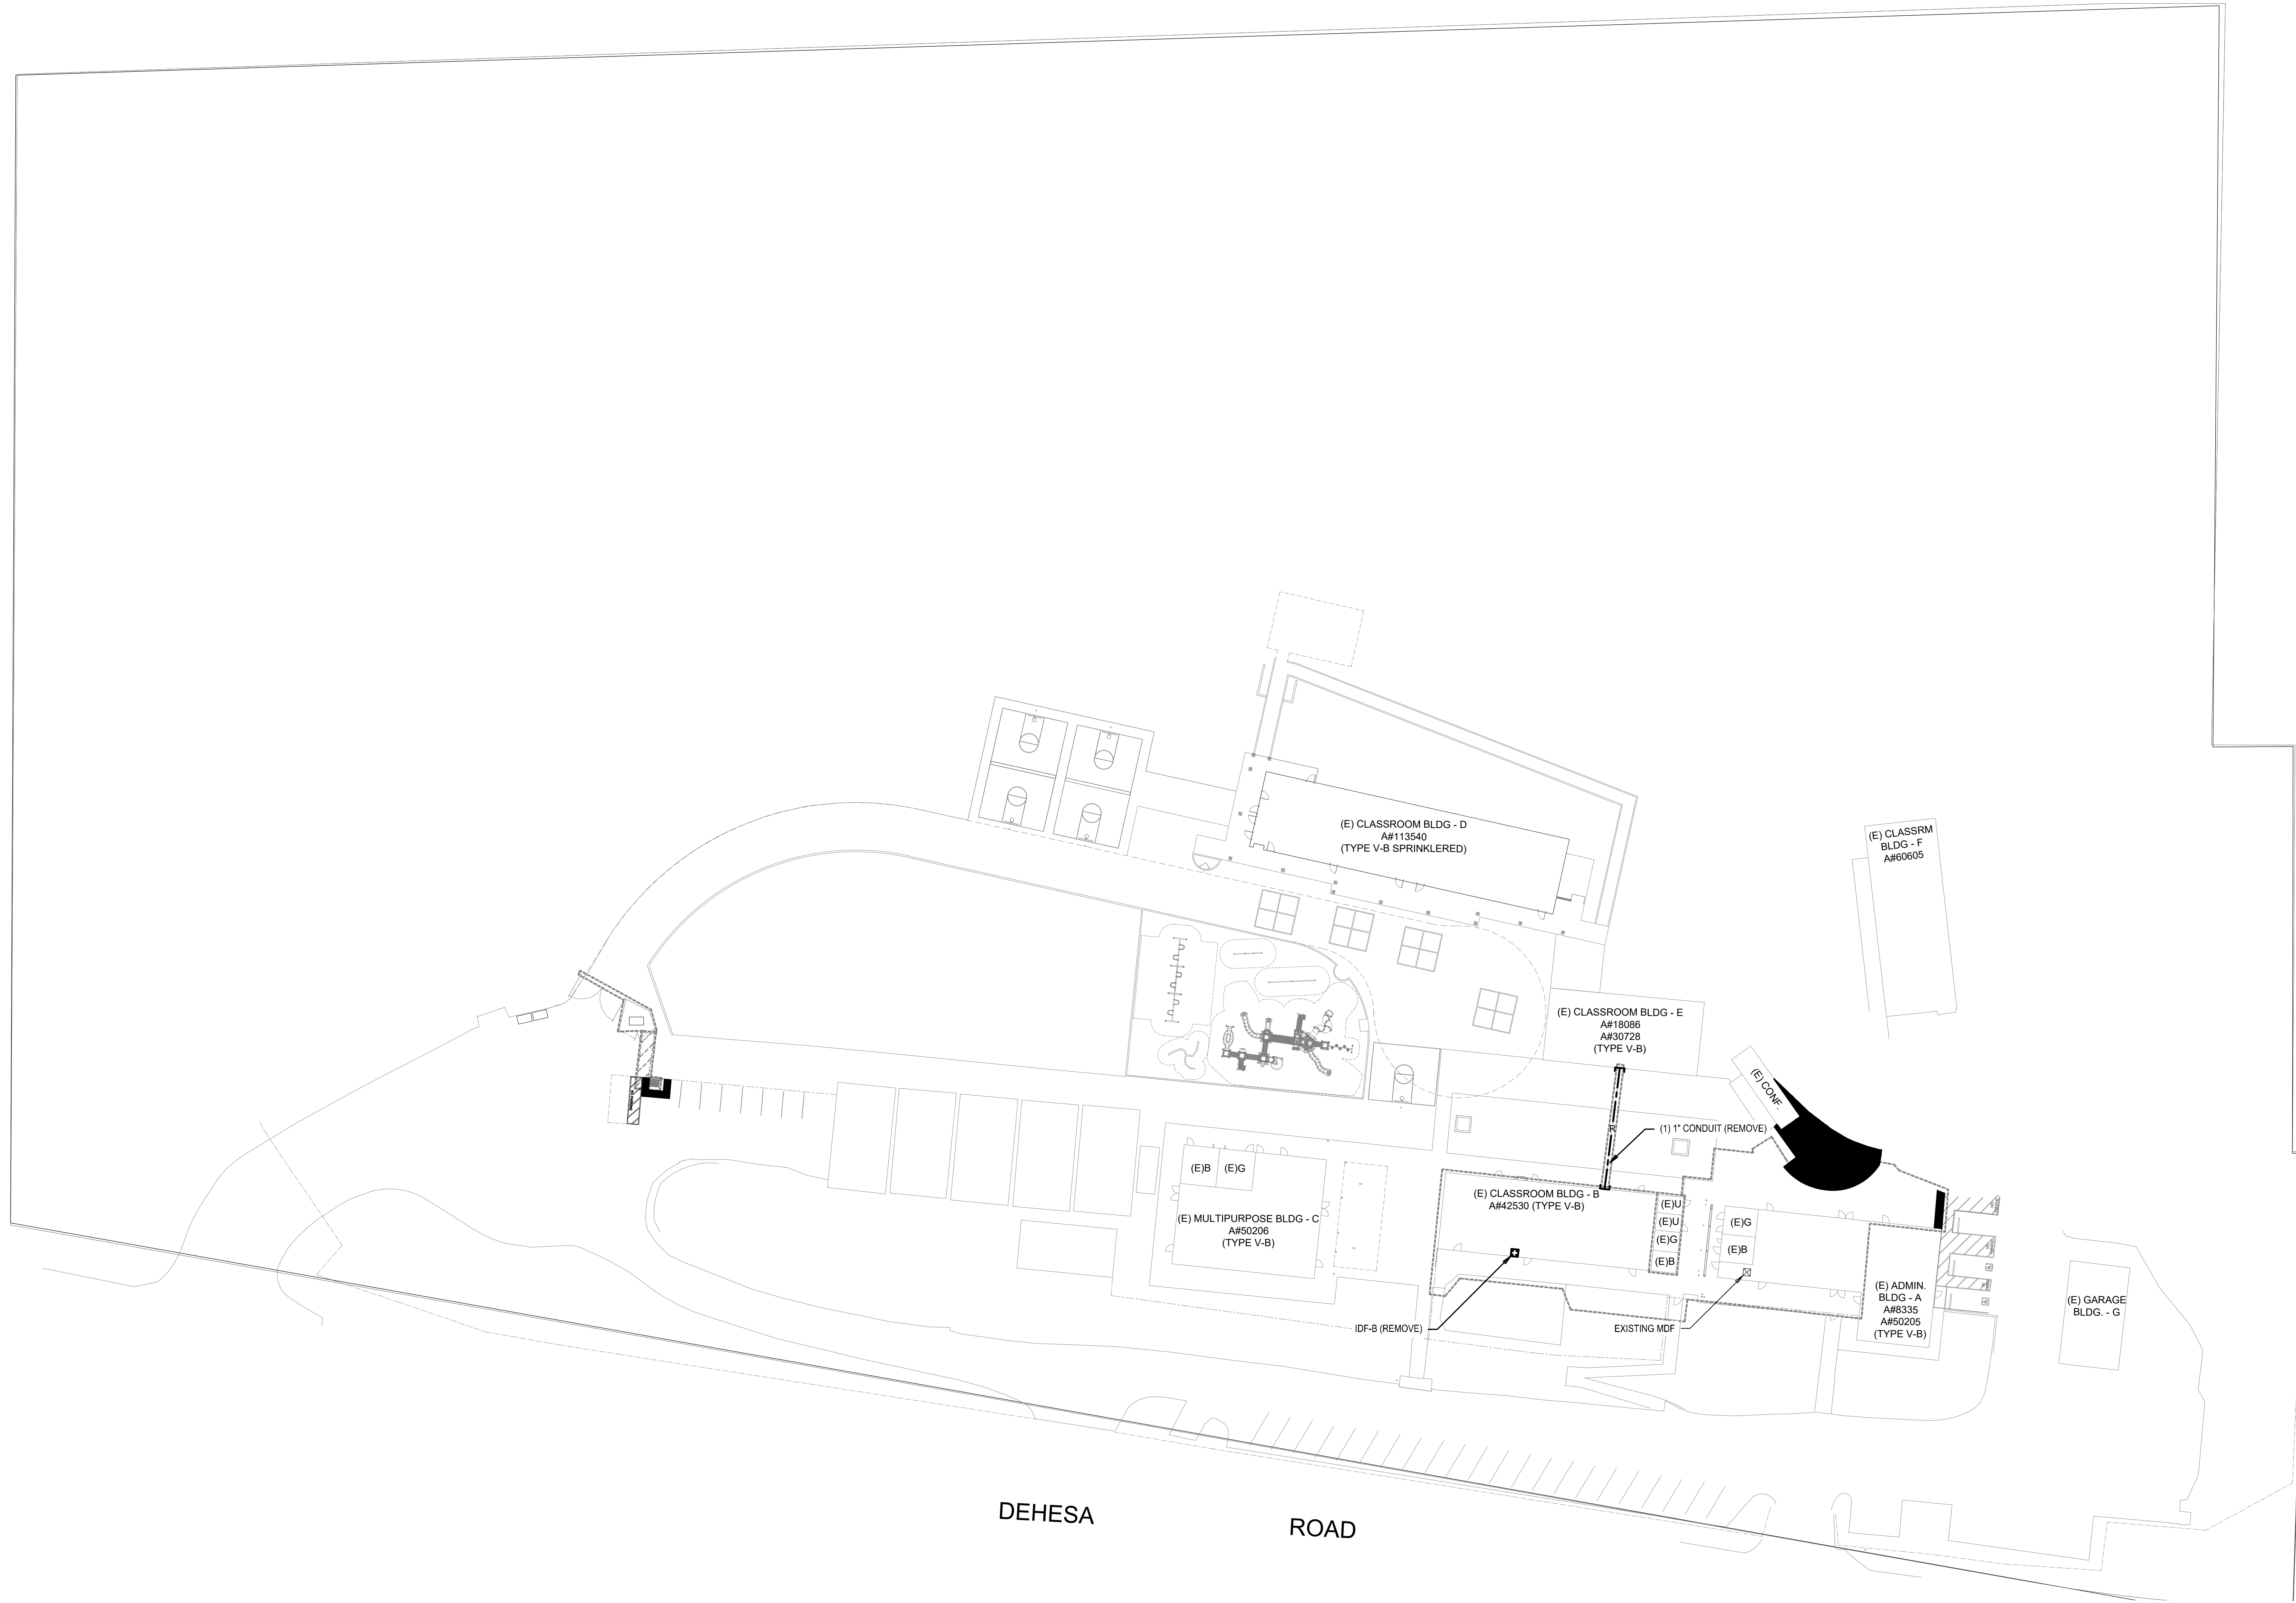 (E) CLASSROOM BLDG - D
A#113540
(TYPE V-B SPRINKLERED)
(E) CLASSRM
BLDG - F
A#60605
(E) CLASSROOM BLDG - E
A#18086
A#30728
(TYPE V-B)
(E) CONF.
R
(1) 1" CONDUIT (REMOVE)
(E)B
(E)G
(E) MULTIPURPOSE BLDG - C
A#50206
(TYPE V-B)
(E) CLASSROOM BLDG - B
A#42530 (TYPE V-B)
(E)U
(E)U
(E)G
(E)B
(E)G
(E)B
IDF-B (REMOVE)
EXISTING MDF
(E) ADMIN.
BLDG - A
A#8335
A#50205
(TYPE V-B)
(E) GARAGE
BLDG. - G
DEHESA
ROAD